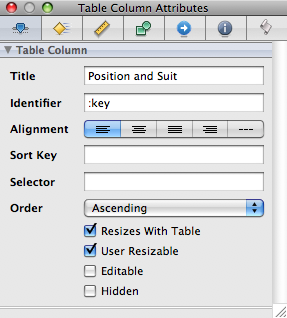 Table Column Attributes
Table Column
Title Position and Suit
Identifier :key
Alignment
Sort Key
Selector
Order Ascending
Resizes With Table
User Resizable
Editable
Hidden